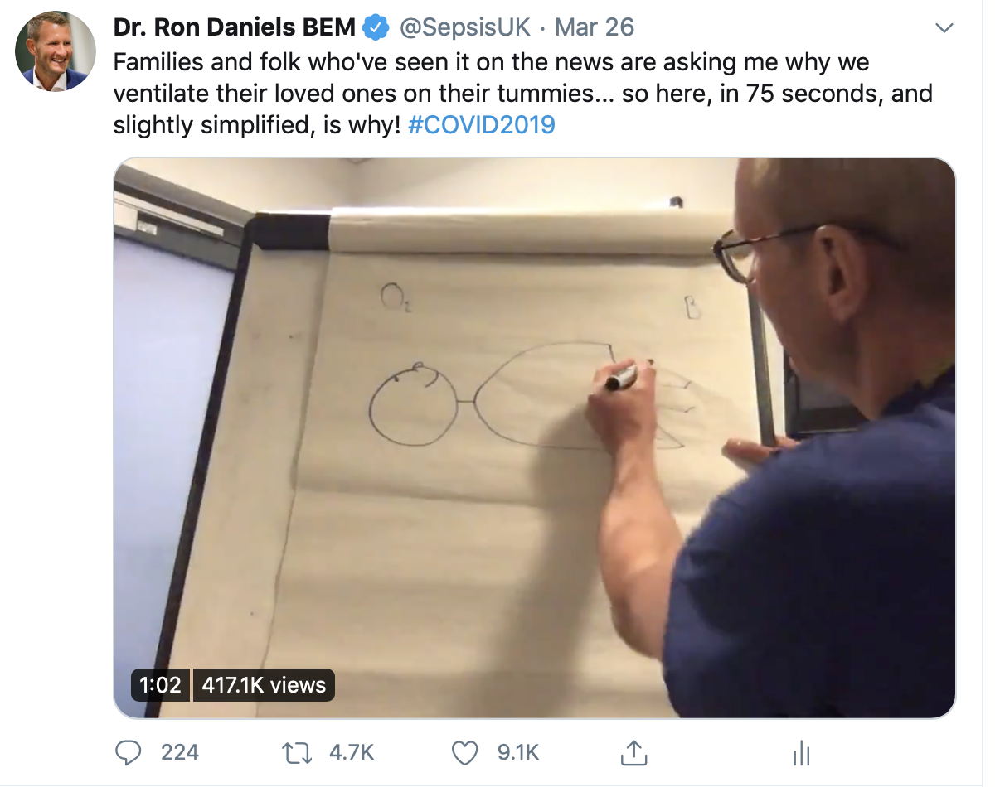 Dr. Ron Daniels BEM @SepsisUK · Mar 26
Families and folk who've seen it on the news are asking me why we
ventilate their loved ones on their tummies... so here, in 75 seconds, and
slightly simplified, is why! #COVID2019
O₂
B
1:02 417.1K views
224 4.7K 9.1K